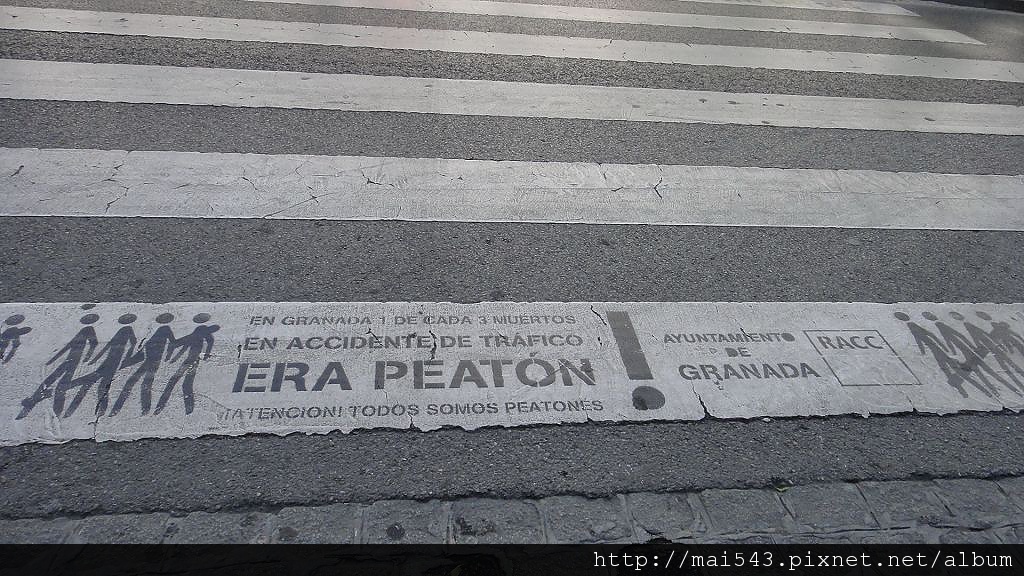 EN GRANADA 1 DE CADA 3 MUERTOS
EN ACCIDENTE DE TRÁFICO
ERA PEATÓN
¡ATENCION! TODOS SOMOS PEATONES
!
AYUNTAMIENTO
DE
GRANADA
RACC
http://mai543.pixnet.net/album